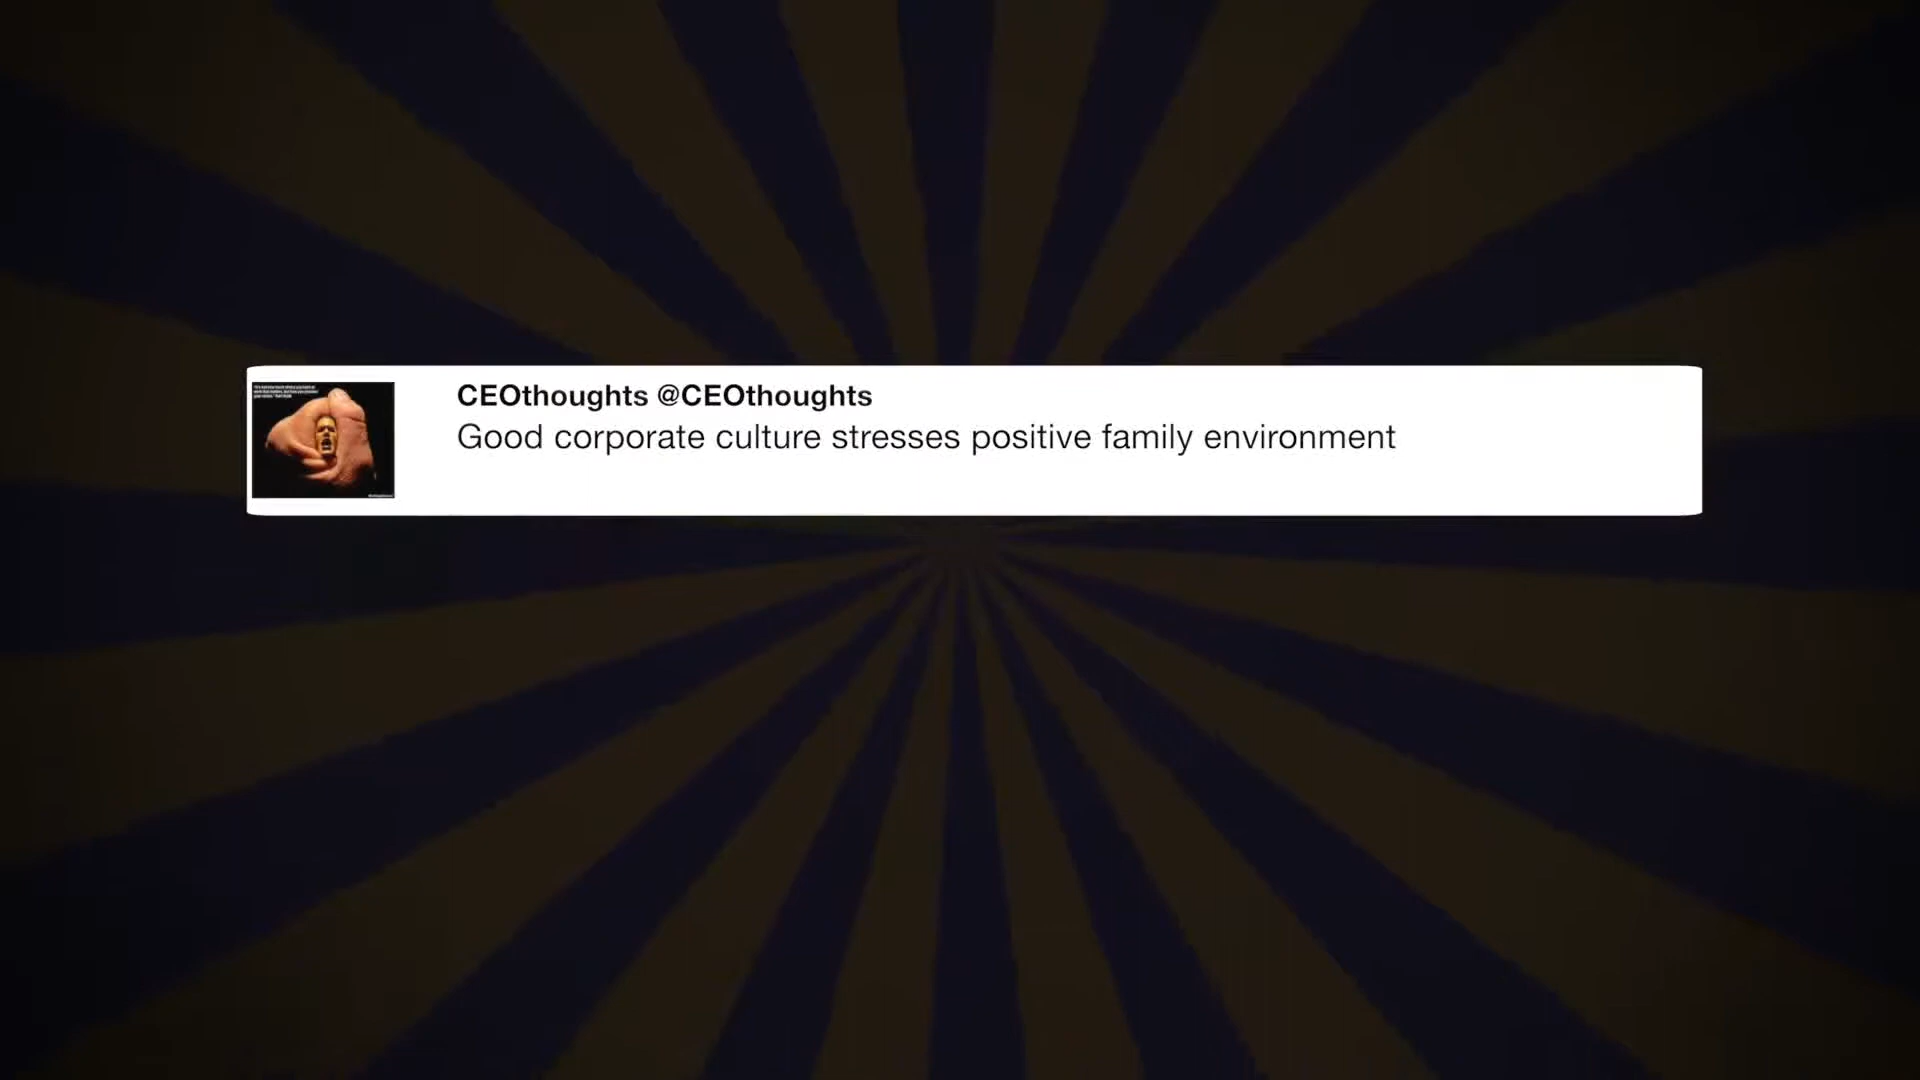 CEOthoughts @CEOthoughts
Good corporate culture stresses positive family environment